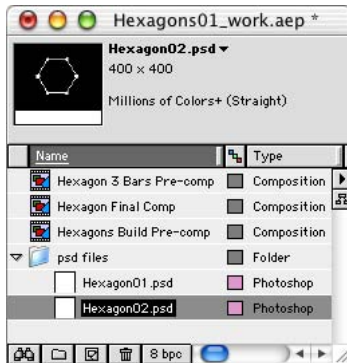 Hexagons01_work.aep *
Hexagon02.psd
400 x 400
Millions of Colors+ (Straight)
Name Type
Hexagon 3 Bars Pre-comp Composition
Hexagon Final Comp Composition
Hexagons Build Pre-comp Composition
psd files Folder
Hexagon01.psd Photoshop
Hexagon02.psd Photoshop
8 bpc